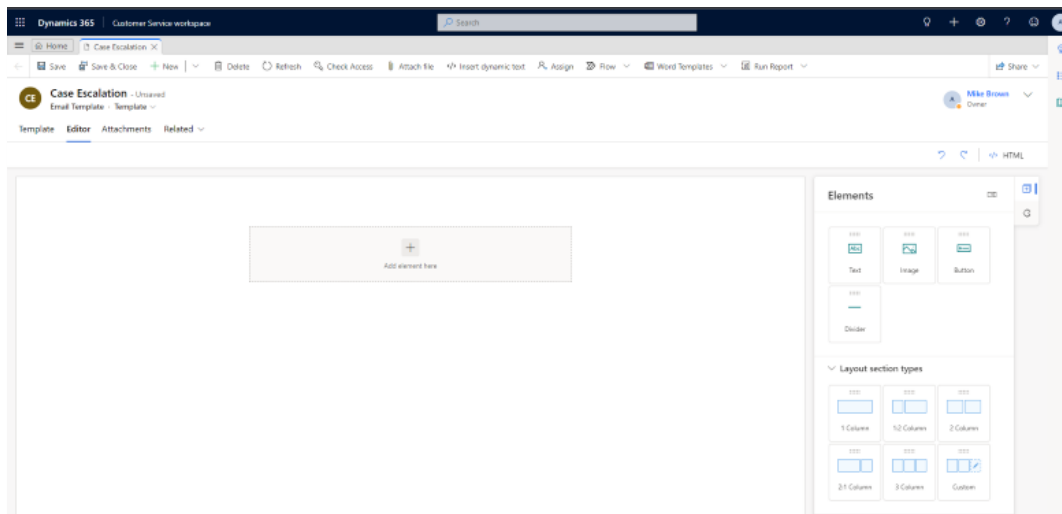 Dynamics 365 Customer Service workspace Search
Home Case Escalation
Save Save & Close New Delete Refresh Check Access Attach file Insert dynamic text Assign Flow Word Templates Run Report Share
CE Case Escalation - Unsaved
Email Template · Template
Mike Brown
Owner
Template Editor Attachments Related
HTML
Elements
Text Image Button
Divider
Add element here
Layout section types
1 Column 1:2 Column 2 Column
2:1 Column 3 Column Custom